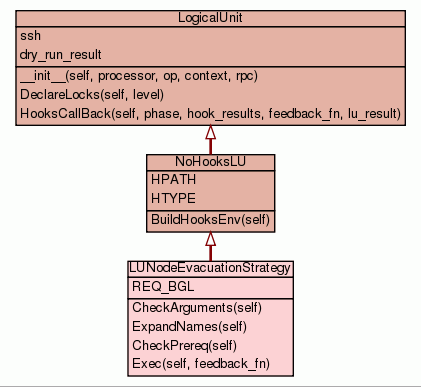 LogicalUnit
ssh
dry_run_result
__init__(self, processor, op, context, rpc)
DeclareLocks(self, level)
HooksCallBack(self, phase, hook_results, feedback_fn, lu_result)
NoHooksLU
HPATH
HTYPE
BuildHooksEnv(self)
LUNodeEvacuationStrategy
REQ_BGL
CheckArguments(self)
ExpandNames(self)
CheckPrereq(self)
Exec(self, feedback_fn)